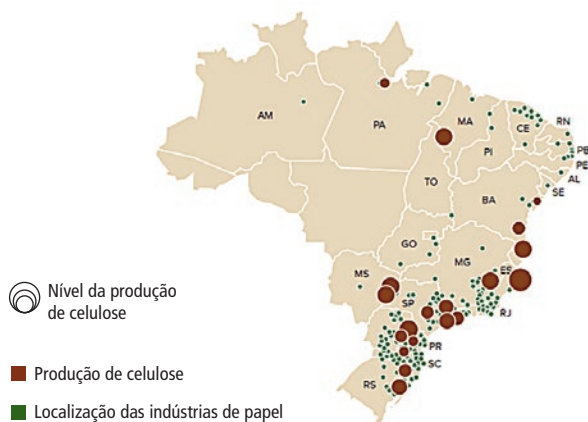 AM
PA
MA
CE
RN
PB
PE
AL
SE
PI
TO
BA
GO
MG
ES
MS
SP
RJ
PR
SC
RS
Nível da produção
de celulose
Produção de celulose
Localização das indústrias de papel